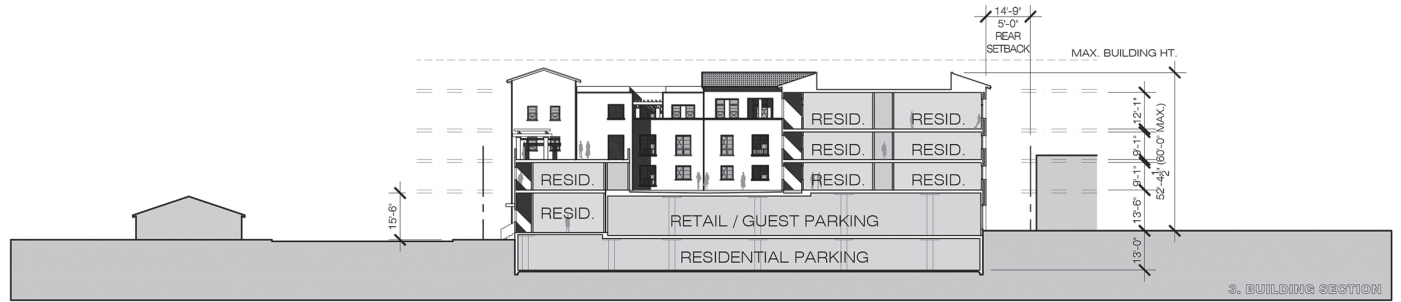 14'-9"
5'-0"
REAR
SETBACK
MAX. BUILDING HT.
RESID. RESID.
RESID. RESID.
RESID. RESID. RESID.
RESID.
RETAIL / GUEST PARKING
RESIDENTIAL PARKING
15'-6"
12'-1"
9'-1"
9'-1"
13'-6"
13'-0"
52'-4 1/2" (60'-0" MAX.)
3. BUILDING SECTION